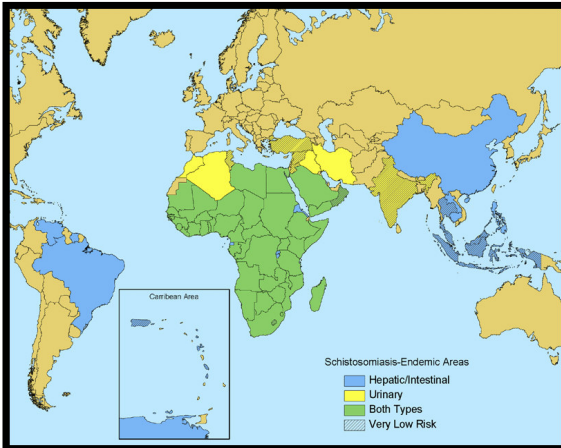 Carribean Area
Schistosomiasis-Endemic Areas
Hepatic/Intestinal
Urinary
Both Types
Very Low Risk